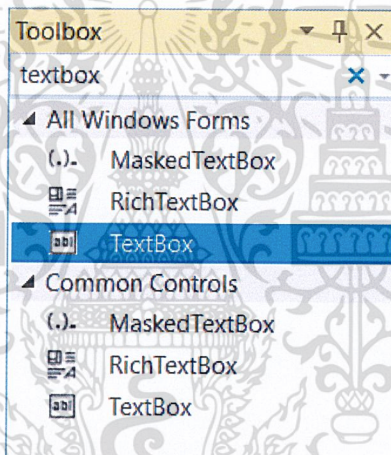 Toolbox
textbox
All Windows Forms
MaskedTextBox
RichTextBox
TextBox
Common Controls
MaskedTextBox
RichTextBox
TextBox